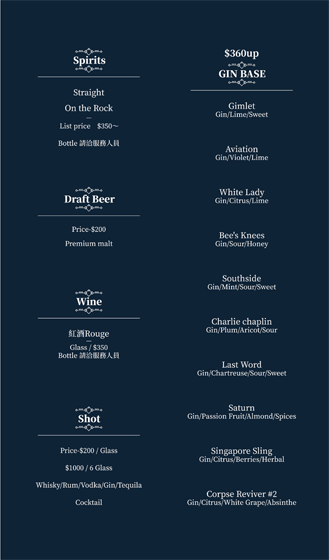 Spirits
Straight
On the Rock
List price $350～
Bottle 請洽服務人員
Draft Beer
Price-$200
Premium malt
Wine
紅酒Rouge
Glass / $350
Bottle 請洽服務人員
Shot
Price-$200 / Glass
$1000 / 6 Glass
Whisky/Rum/Vodka/Gin/Tequila
Cocktail
$360up
GIN BASE
Gimlet
Gin/Lime/Sweet
Aviation
Gin/Violet/Lime
White Lady
Gin/Citrus/Lime
Bee's Knees
Gin/Sour/Honey
Southside
Gin/Mint/Sour/Sweet
Charlie chaplin
Gin/Plum/Aricot/Sour
Last Word
Gin/Chartreuse/Sour/Sweet
Saturn
Gin/Passion Fruit/Almond/Spices
Singapore Sling
Gin/Citrus/Berries/Herbal
Corpse Reviver #2
Gin/Citrus/White Grape/Absinthe